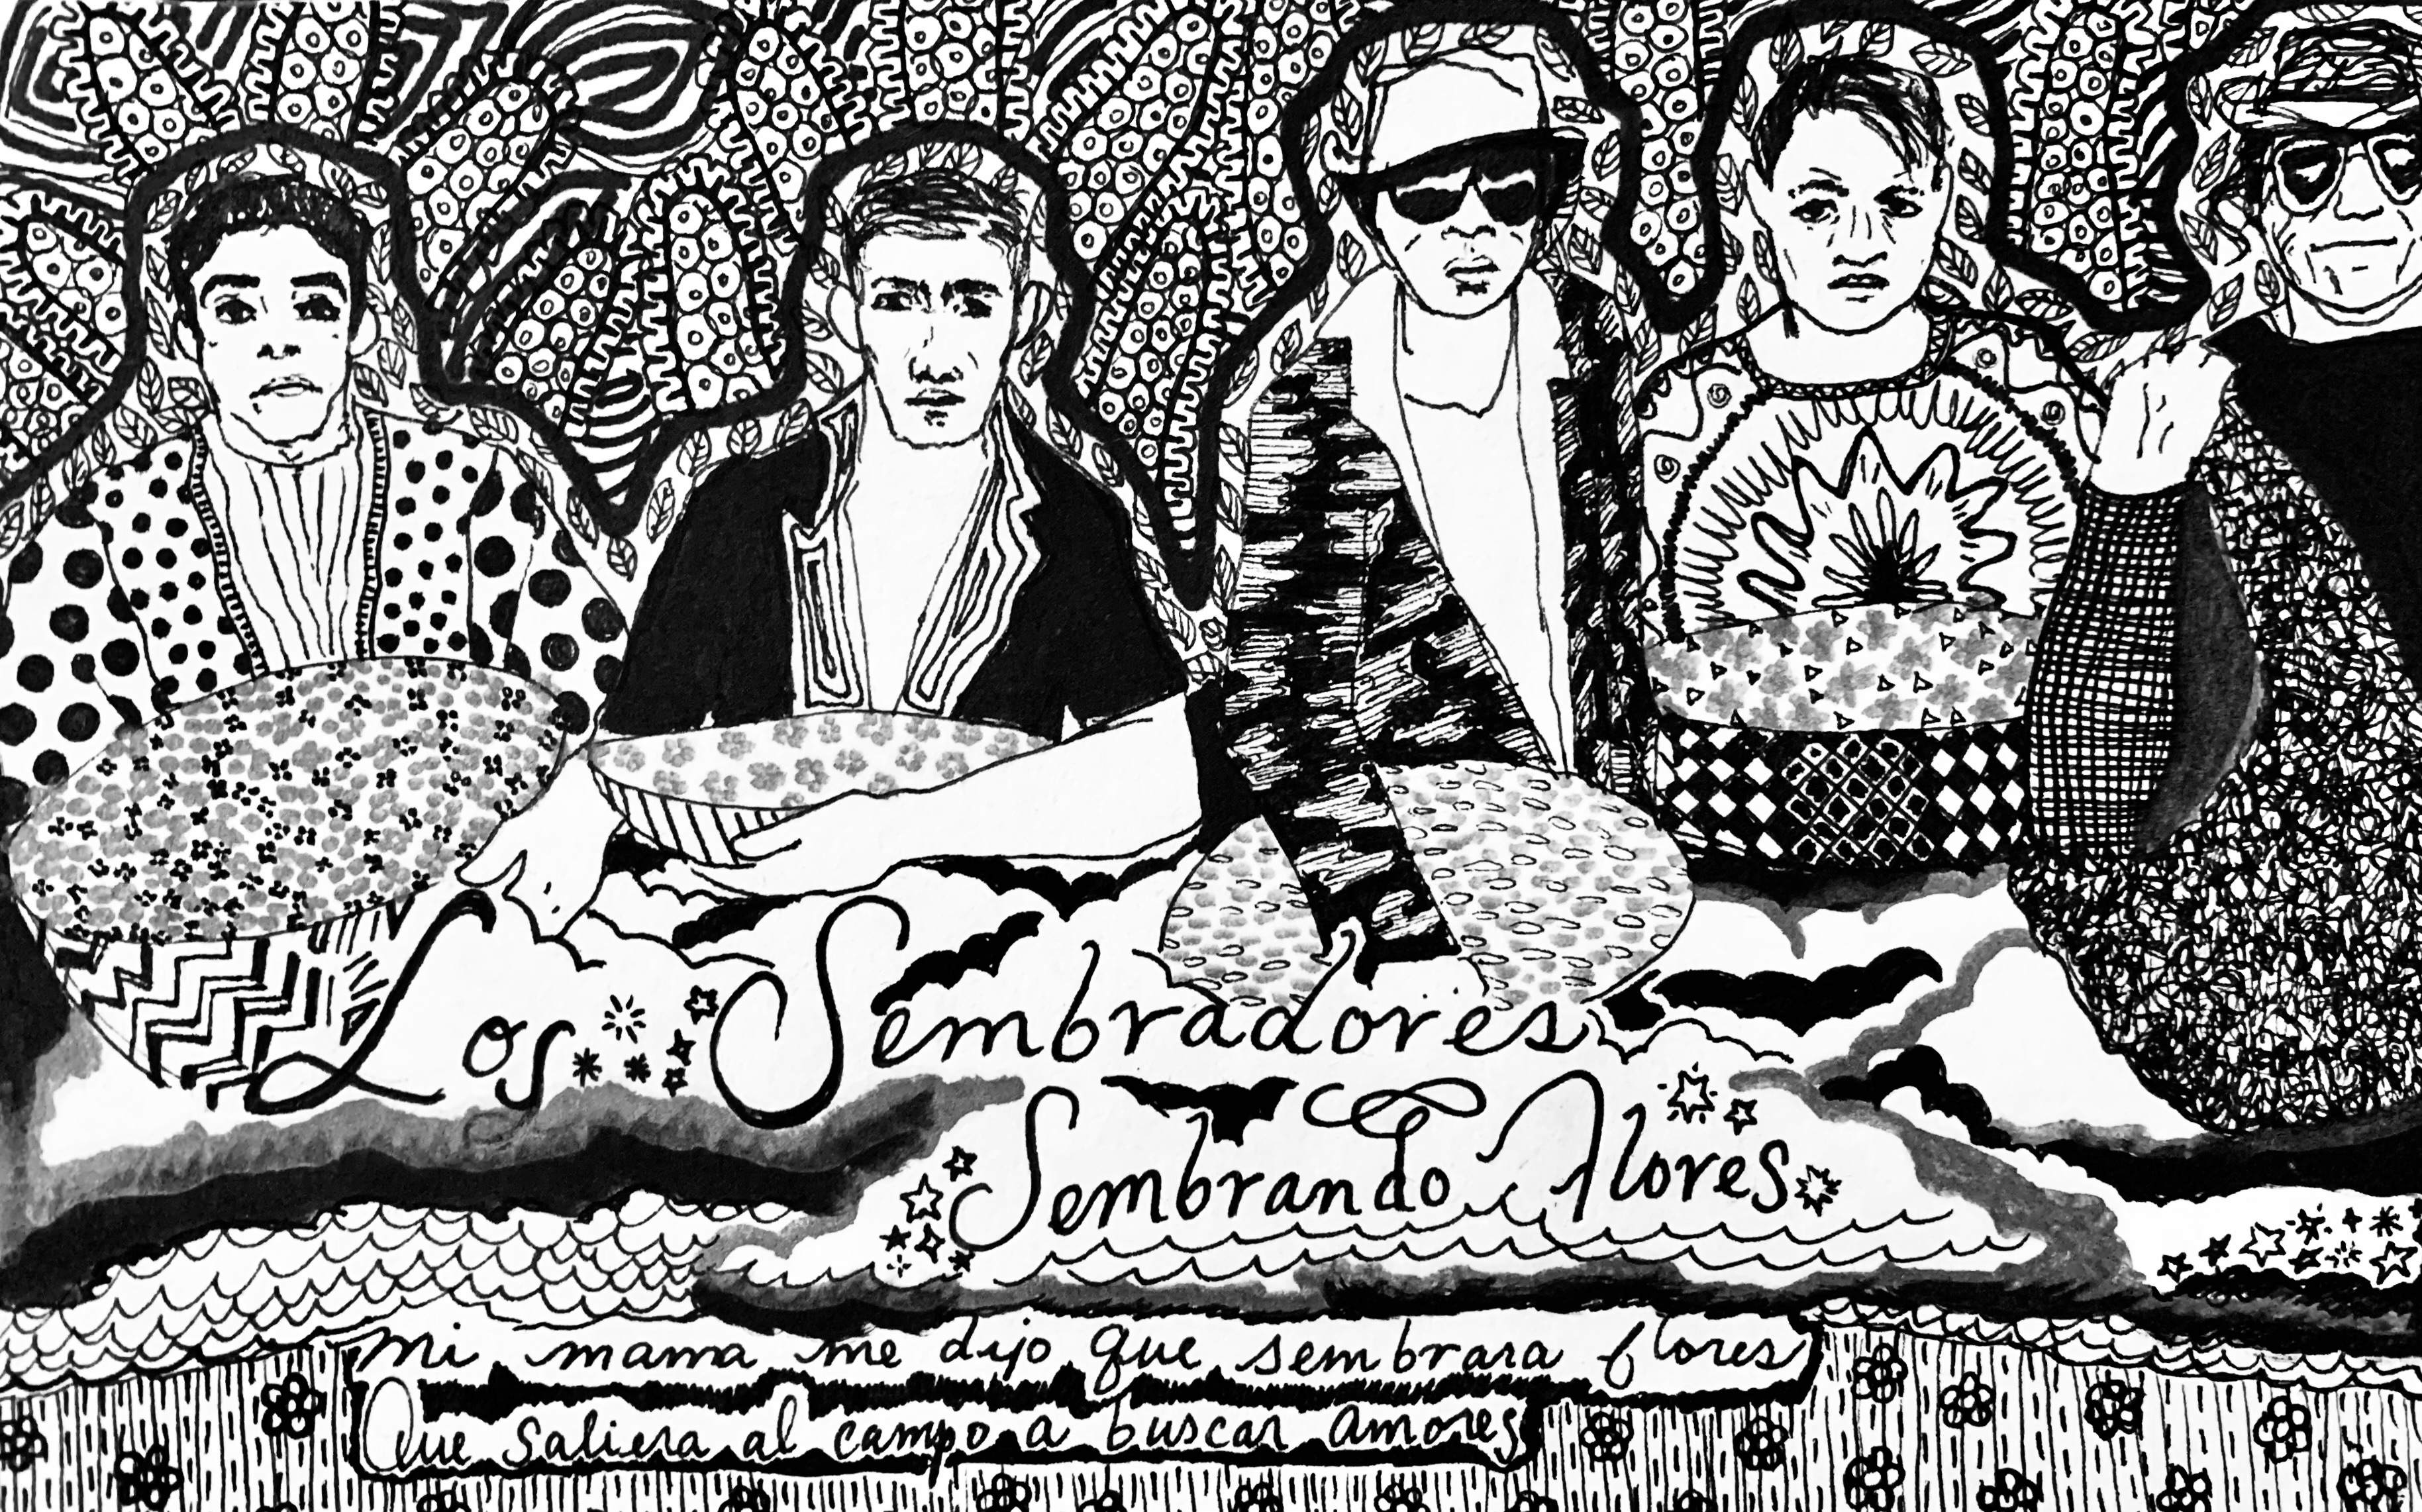 Los Sembradores
Sembrando Flores
Mi mama me dijo que sembrara flores
Que saliera al campo a buscar amores